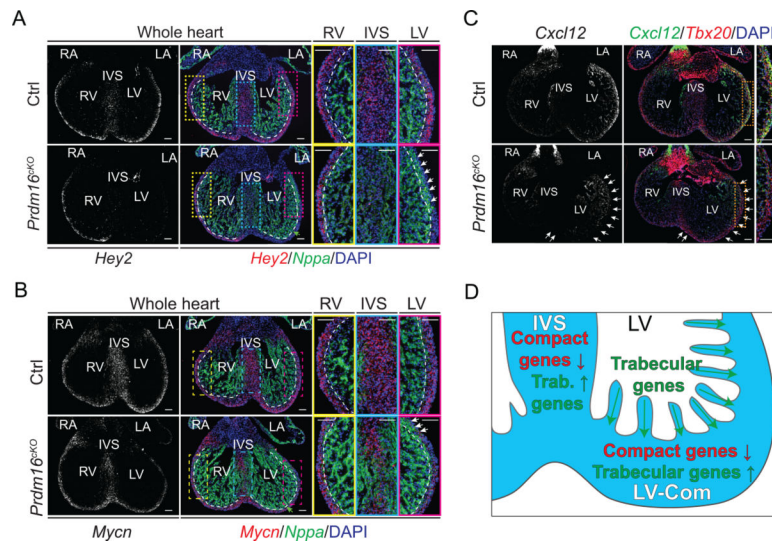 A
Whole heart
RV IVS LV
Ctrl
RA LA
IVS
RV LV
RA LA
IVS
RV LV
Prdm16cKO
RA LA
IVS
RV LV
RA LA
IVS
RV LV
Hey2
Hey2/Nppa/DAPI
B
Whole heart
RV IVS LV
Ctrl
RA LA
IVS
RV LV
RA LA
IVS
RV LV
Prdm16cKO
RA LA
IVS
RV LV
RA LA
IVS
RV LV
Mycn
Mycn/Nppa/DAPI
C
Cxcl12
Cxcl12/Tbx20/DAPI
Ctrl
RA LA
IVS
RV LV
RA LA
IVS
RV LV
Prdm16cKO
RA LA
IVS
RV LV
RA LA
IVS
RV LV
D
IVS
LV
Compact
genes ↓
Trab. ↑
genes
Trabecular
genes
Compact genes ↓
Trabecular genes ↑
LV-Com